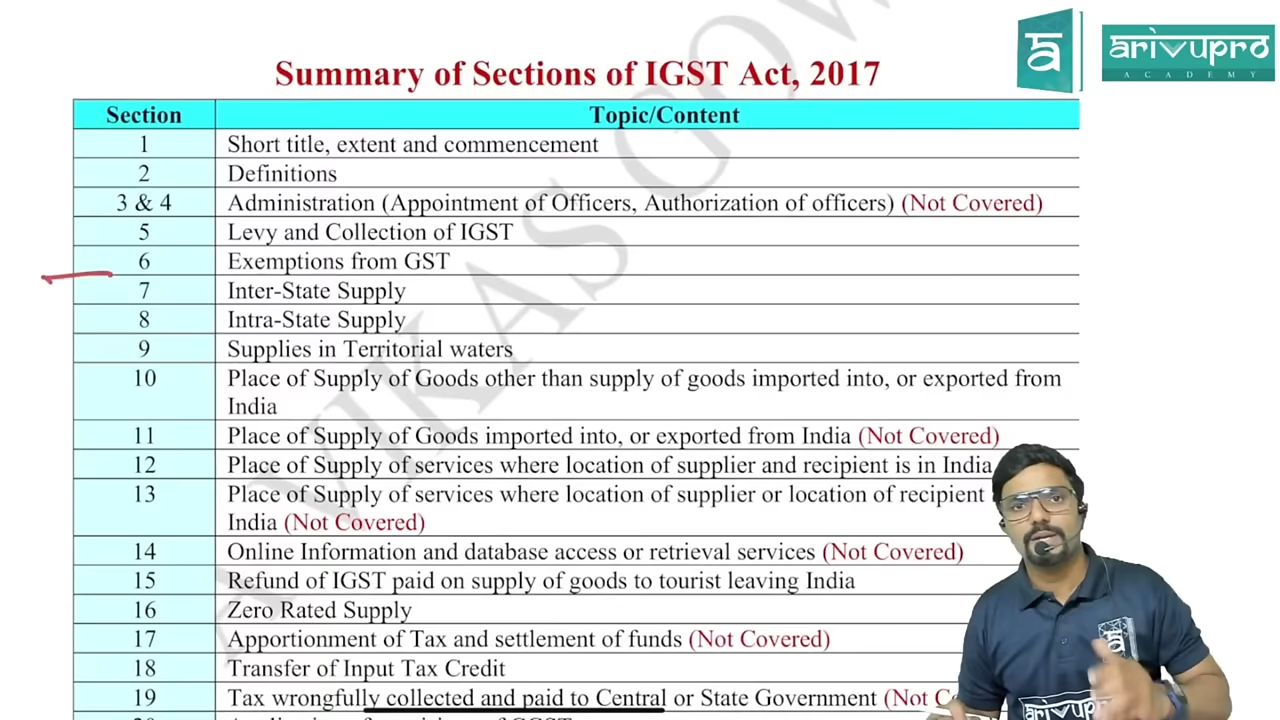 ā
arivupro
ACADEMY
A VIKAS GOW
Summary of Sections of IGST Act, 2017
Section Topic/Content
1 Short title, extent and commencement
2 Definitions
3 & 4 Administration (Appointment of Officers, Authorization of officers) (Not Covered)
5 Levy and Collection of IGST
6 Exemptions from GST
7 Inter-State Supply
8 Intra-State Supply
9 Supplies in Territorial waters
10 Place of Supply of Goods other than supply of goods imported into, or exported from
India
11 Place of Supply of Goods imported into, or exported from India (Not Covered)
12 Place of Supply of services where location of supplier and recipient is in India
13 Place of Supply of services where location of supplier or location of recipient
India (Not Covered)
14 Online Information and database access or retrieval services (Not Covered)
15 Refund of IGST paid on supply of goods to tourist leaving India
16 Zero Rated Supply
17 Apportionment of Tax and settlement of funds (Not Covered)
18 Transfer of Input Tax Credit
19 Tax wrongfully collected and paid to Central or State Government (Not
arivupro